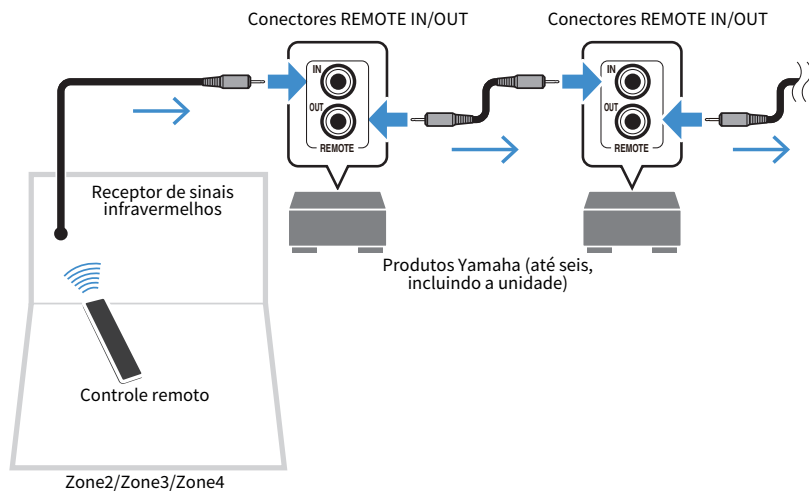 Conectores REMOTE IN/OUT
Conectores REMOTE IN/OUT
IN
OUT
REMOTE
IN
OUT
REMOTE
Receptor de sinais
infravermelhos
Produtos Yamaha (até seis,
incluindo a unidade)
Controle remoto
Zone2/Zone3/Zone4